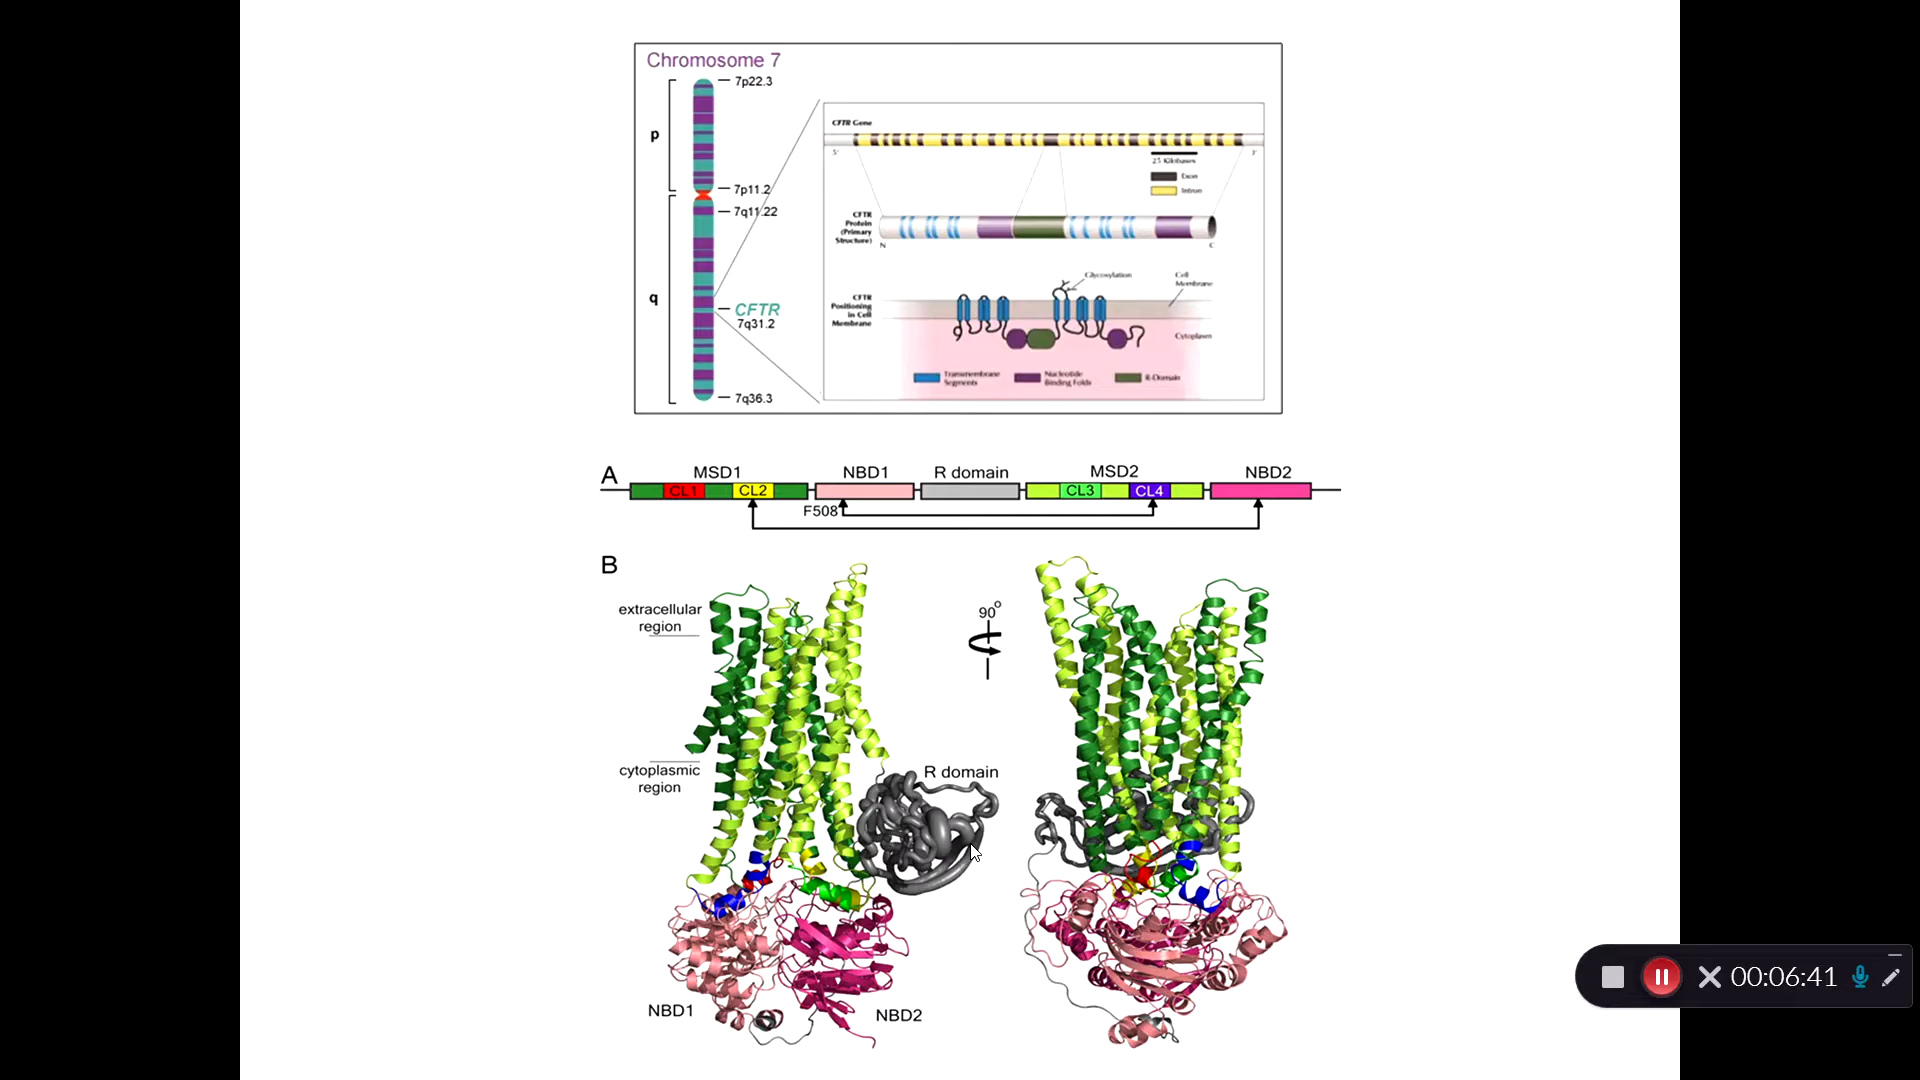 Chromosome 7
7p22.3
p
7p11.2
7q11.22
q
CFTR
7q31.2
7q36.3
CFTR Gene
5'
3'
25 Kilobases
Exon
Intron
CFTR
Protein
(Primary
Structure)
N
C
Glycosylation
Cell
Membrane
CFTR
Positioning
in Cell
Membrane
Cytoplasm
Transmembrane
Segments
Nucleotide
Binding Folds
R-Domain
A
MSD1
NBD1
R domain
MSD2
NBD2
CL1
CL2
CL3
CL4
F508
B
extracellular
region
90°
cytoplasmic
region
R domain
NBD1
NBD2
00:06:41